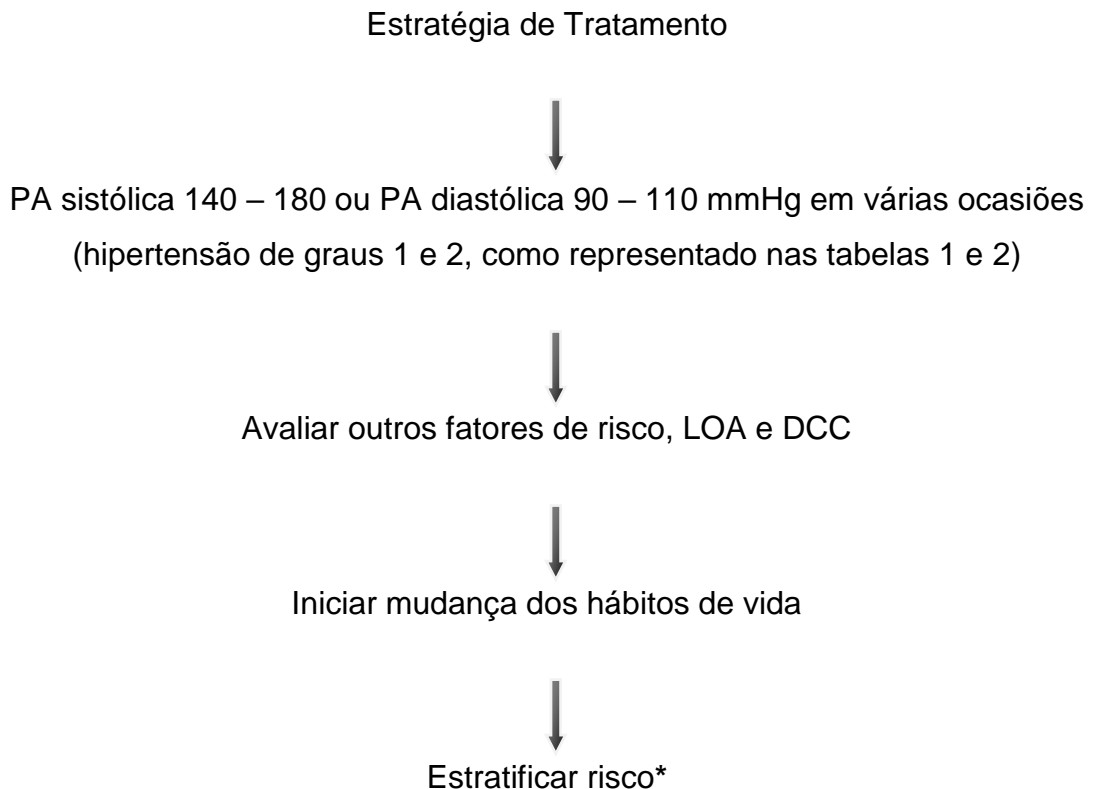 Estratégia de Tratamento
PA sistólica 140 – 180 ou PA diastólica 90 – 110 mmHg em várias ocasiões
(hipertensão de graus 1 e 2, como representado nas tabelas 1 e 2)
Avaliar outros fatores de risco, LOA e DCC
Iniciar mudança dos hábitos de vida
Estratificar risco*